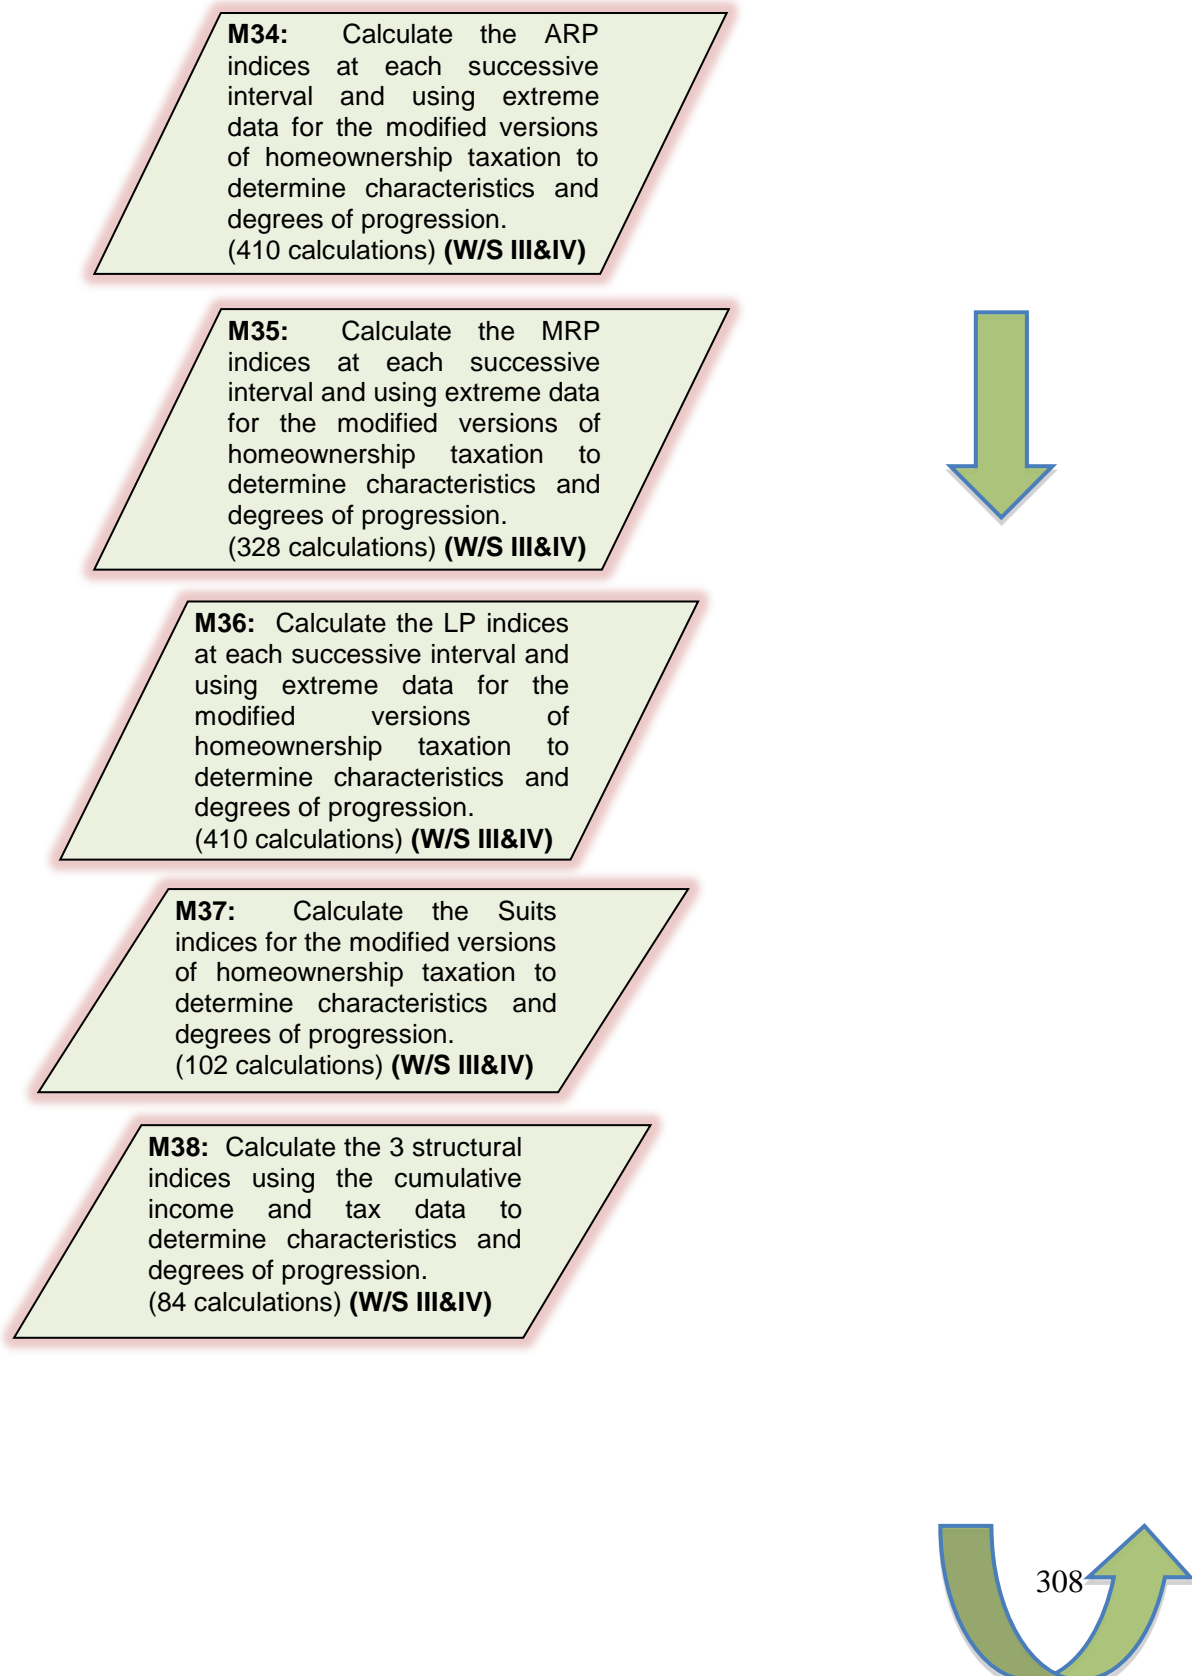 M34: Calculate the ARP
indices at each successive
interval and using extreme
data for the modified versions
of homeownership taxation to
determine characteristics and
degrees of progression.
(410 calculations) (W/S III&IV)
M35: Calculate the MRP
indices at each successive
interval and using extreme data
for the modified versions of
homeownership taxation to
determine characteristics and
degrees of progression.
(328 calculations) (W/S III&IV)
M36: Calculate the LP indices
at each successive interval and
using extreme data for the
modified versions of
homeownership taxation to
determine characteristics and
degrees of progression.
(410 calculations) (W/S III&IV)
M37: Calculate the Suits
indices for the modified versions
of homeownership taxation to
determine characteristics and
degrees of progression.
(102 calculations) (W/S III&IV)
M38: Calculate the 3 structural
indices using the cumulative
income and tax data to
determine characteristics and
degrees of progression.
(84 calculations) (W/S III&IV)
308